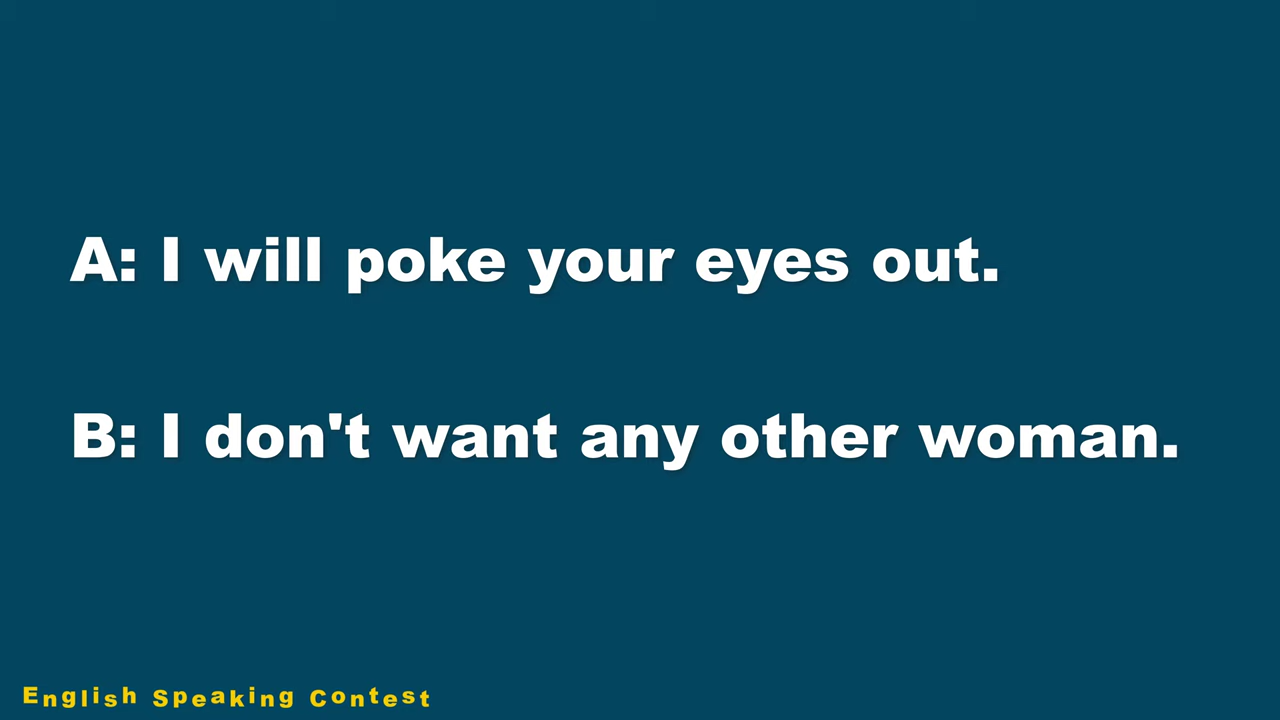 A: I will poke your eyes out.
B: I don't want any other woman.
English Speaking Contest